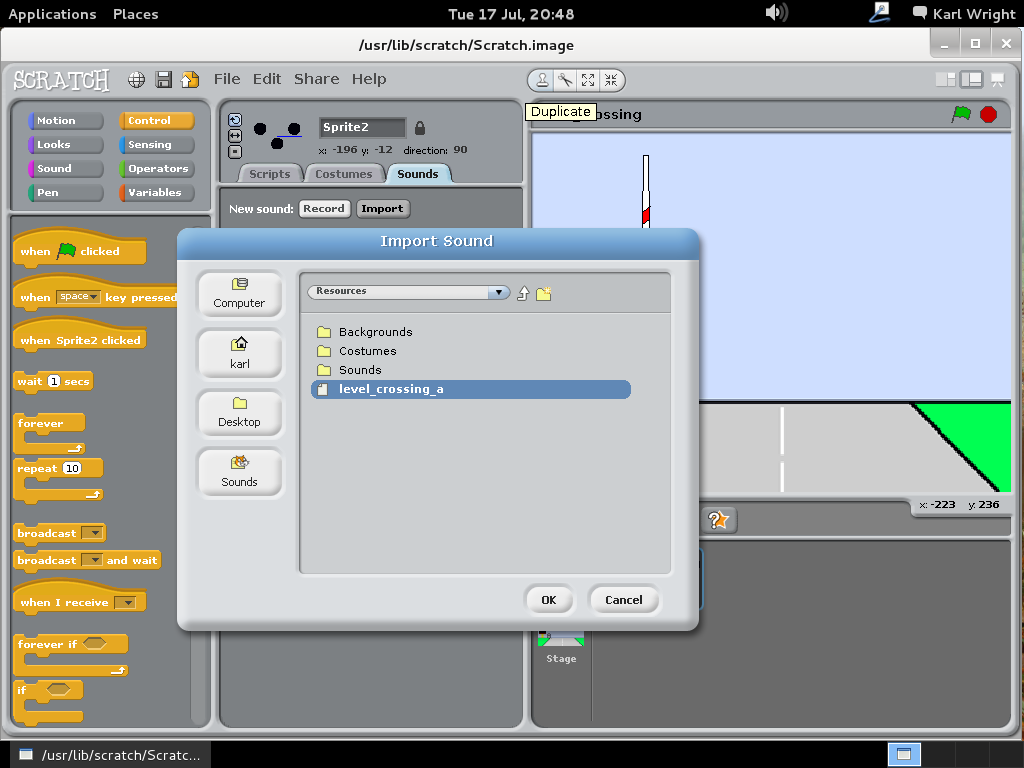 Applications Places Tue 17 Jul, 20:48 Karl Wright
/usr/lib/scratch/Scratch.image
SCRATCH File Edit Share Help
Duplicate
Motion Control
Looks Sensing
Sound Operators
Pen Variables
Sprite2
x: -196 y: -12 direction: 90
Scripts Costumes Sounds
New sound: Record Import
rossing
when clicked
when space key pressed
when Sprite2 clicked
wait 1 secs
forever
repeat 10
broadcast
broadcast and wait
when I receive
forever if
if
Import Sound
Computer
karl
Desktop
Sounds
Resources
Backgrounds
Costumes
Sounds
level_crossing_a
OK Cancel
x: -223 y: 236
Stage
/usr/lib/scratch/Scratc...